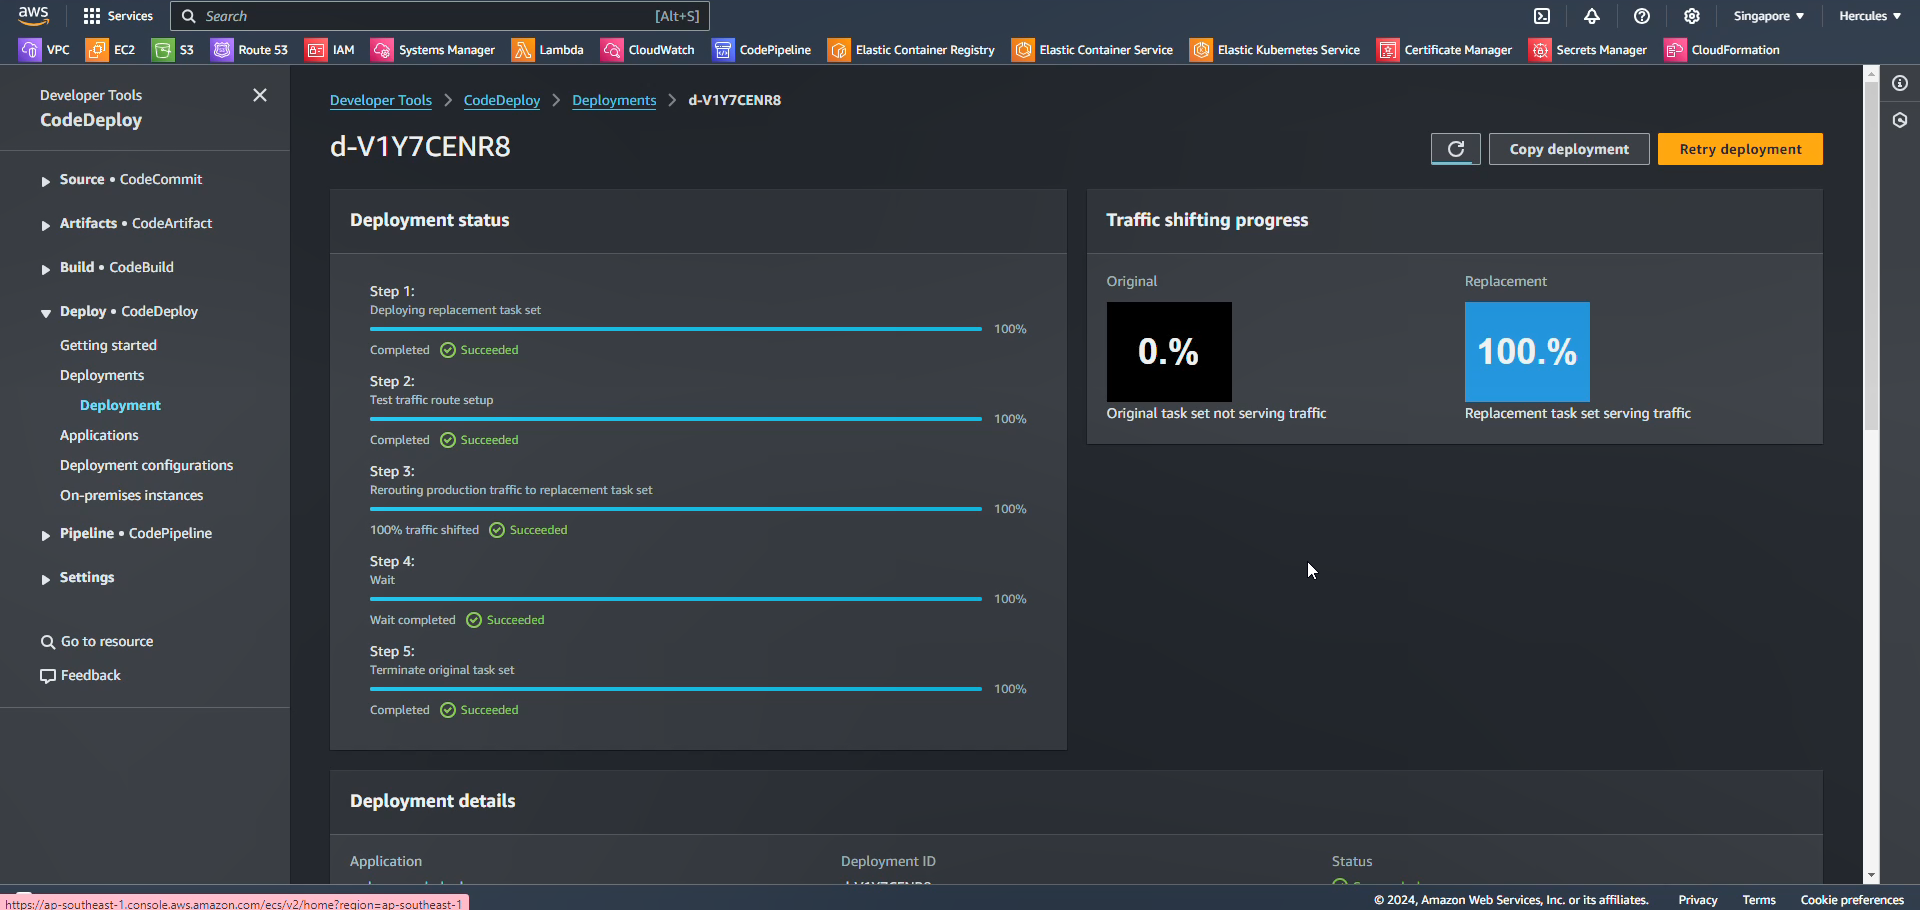 aws
Services
Search
[Alt+S]
Singapore
Hercules
VPC
EC2
S3
Route 53
IAM
Systems Manager
Lambda
CloudWatch
CodePipeline
Elastic Container Registry
Elastic Container Service
Elastic Kubernetes Service
Certificate Manager
Secrets Manager
CloudFormation
Developer Tools
CodeDeploy
Source • CodeCommit
Artifacts • CodeArtifact
Build • CodeBuild
Deploy • CodeDeploy
Getting started
Deployments
Deployment
Applications
Deployment configurations
On-premises instances
Pipeline • CodePipeline
Settings
Go to resource
Feedback
Developer Tools > CodeDeploy > Deployments > d-V1Y7CENR8
d-V1Y7CENR8
Copy deployment
Retry deployment
Deployment status
Step 1:
Deploying replacement task set
100%
Completed Succeeded
Step 2:
Test traffic route setup
100%
Completed Succeeded
Step 3:
Rerouting production traffic to replacement task set
100%
100% traffic shifted Succeeded
Step 4:
Wait
100%
Wait completed Succeeded
Step 5:
Terminate original task set
100%
Completed Succeeded
Traffic shifting progress
Original
0.%
Original task set not serving traffic
Replacement
100.%
Replacement task set serving traffic
Deployment details
Application
Deployment ID
Status
https://ap-southeast-1.console.aws.amazon.com/ecs/v2/home?region=ap-southeast-1
© 2024, Amazon Web Services, Inc. or its affiliates.
Privacy
Terms
Cookie preferences